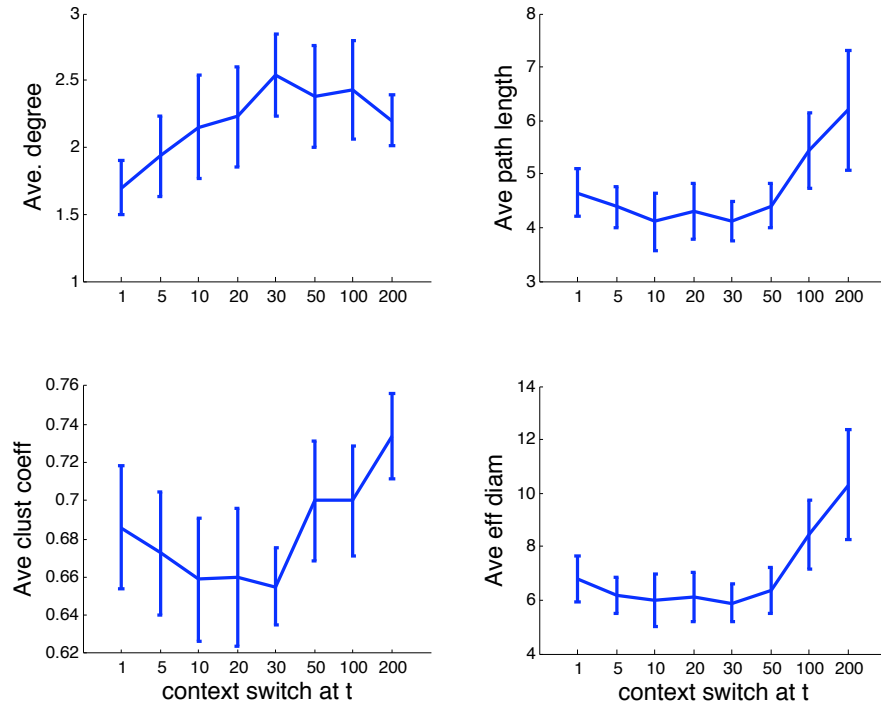 3
2.5
2
1.5
1
Ave. degree
1 5 10 20 30 50 100 200
8
7
6
5
4
3
Ave path length
1 5 10 20 30 50 100 200
0.76
0.74
0.72
0.7
0.68
0.66
0.64
0.62
Ave clust coeff
1 5 10 20 30 50 100 200
context switch at t
14
12
10
8
6
4
Ave eff diam
1 5 10 20 30 50 100 200
context switch at t